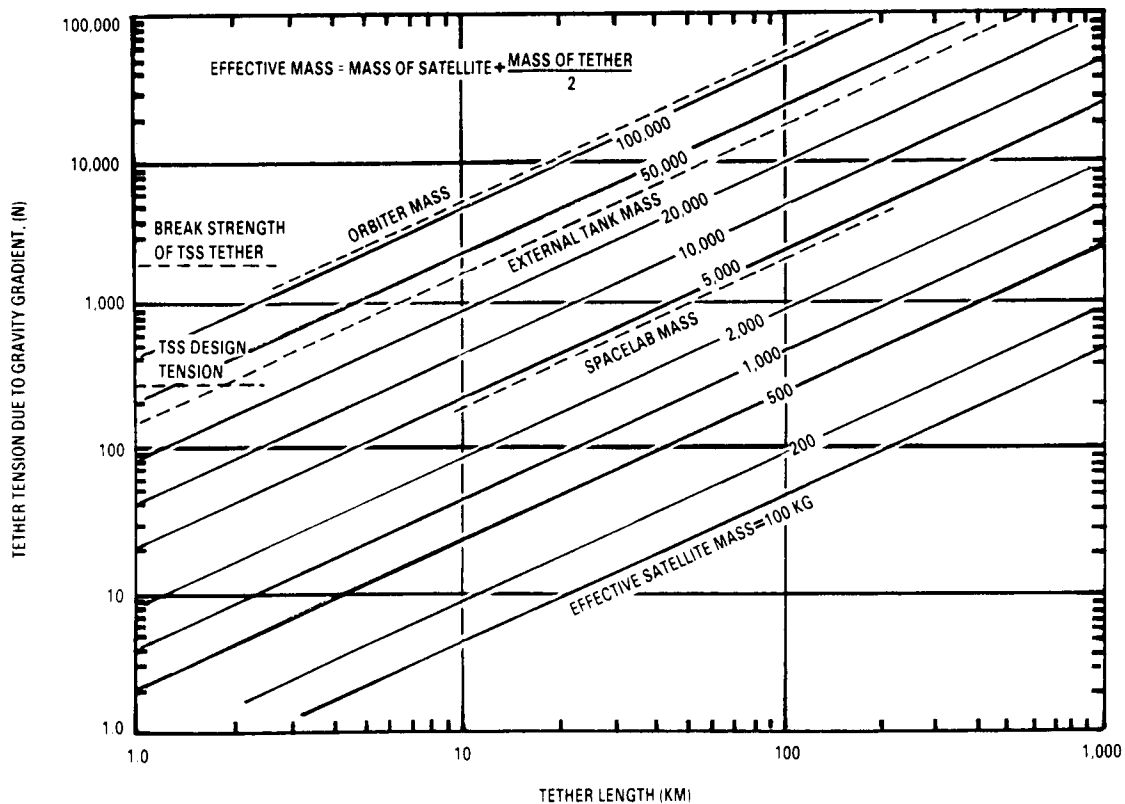 100,000
10,000
1,000
100
10
1.0
TETHER TENSION DUE TO GRAVITY GRADIENT, (N)
EFFECTIVE MASS = MASS OF SATELLITE + MASS OF TETHER
2
BREAK STRENGTH
OF TSS TETHER
TSS DESIGN
TENSION
ORBITER MASS
100,000
50,000
EXTERNAL TANK MASS
20,000
10,000
5,000
SPACELAB MASS
2,000
1,000
500
200
EFFECTIVE SATELLITE MASS=100 KG
1.0
10
100
1,000
TETHER LENGTH (KM)